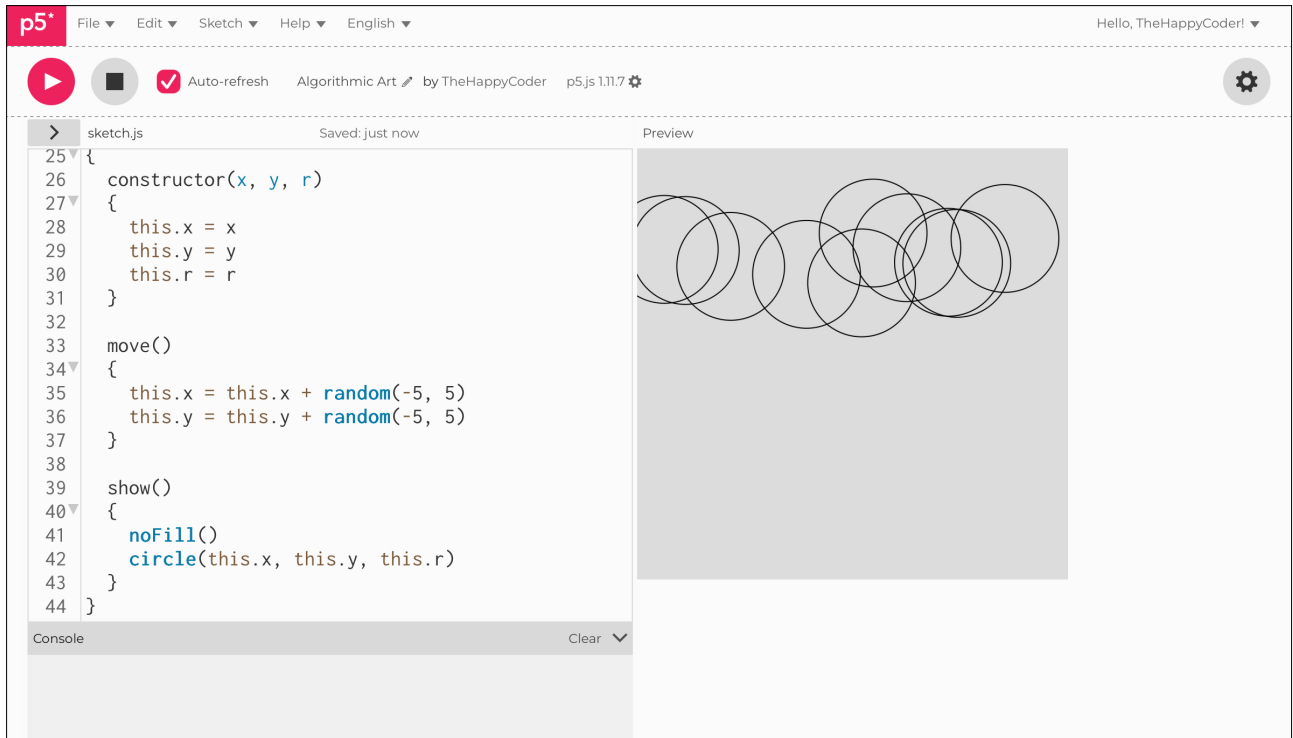 p5* File Edit Sketch Help English Hello, TheHappyCoder!
Auto-refresh Algorithmic Art by TheHappyCoder p5.js 1.11.7
sketch.js Saved: just now Preview
25 {
26   constructor(x, y, r)
27   {
28     this.x = x
29     this.y = y
30     this.r = r
31   }
32
33   move()
34   {
35     this.x = this.x + random(-5, 5)
36     this.y = this.y + random(-5, 5)
37   }
38
39   show()
40   {
41     noFill()
42     circle(this.x, this.y, this.r)
43   }
44 }
Console Clear